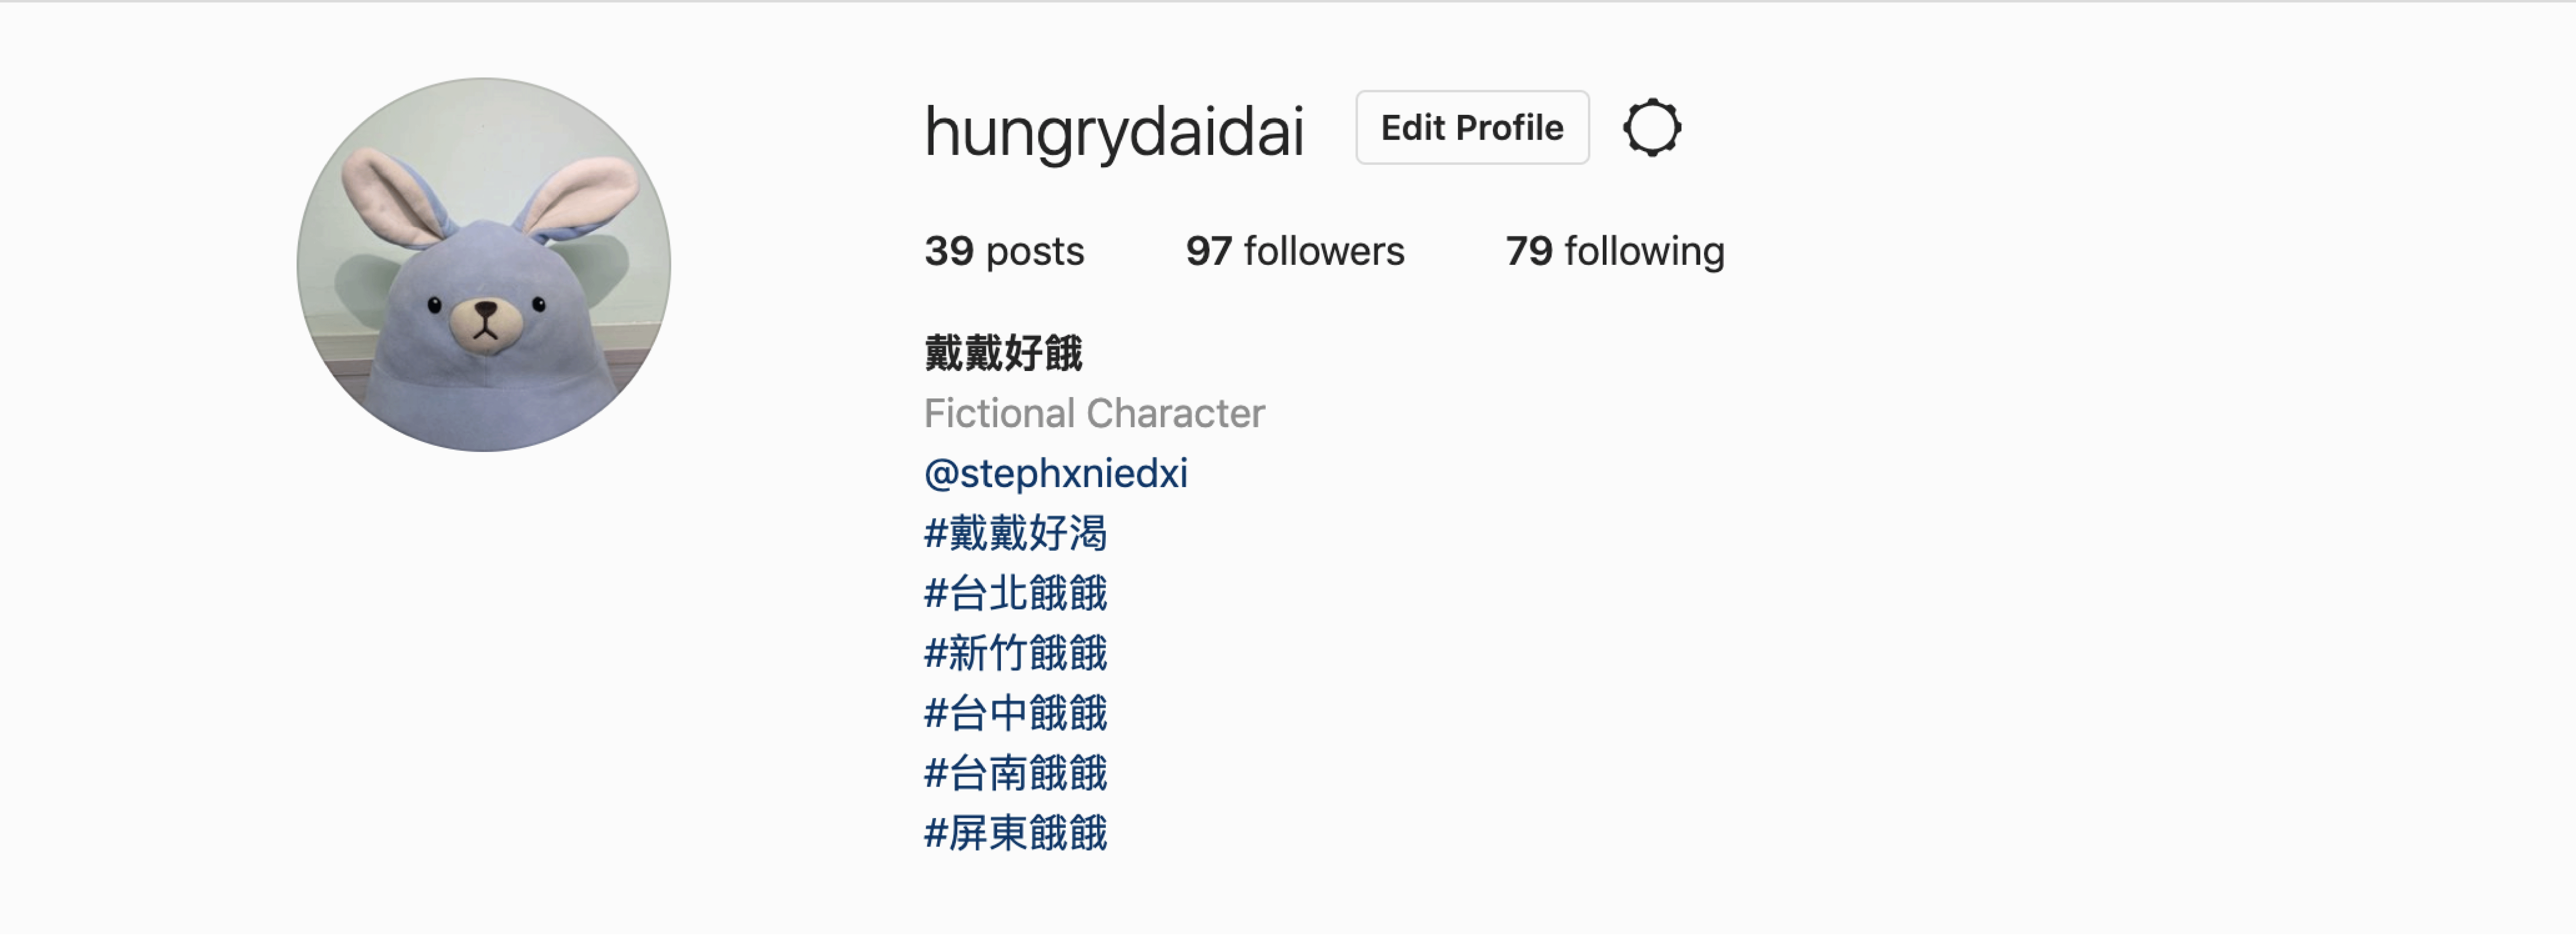 hungrydaidai Edit Profile
39 posts 97 followers 79 following
戴戴好餓
Fictional Character
@stephxniedxi
#戴戴好渴
#台北餓餓
#新竹餓餓
#台中餓餓
#台南餓餓
#屏東餓餓